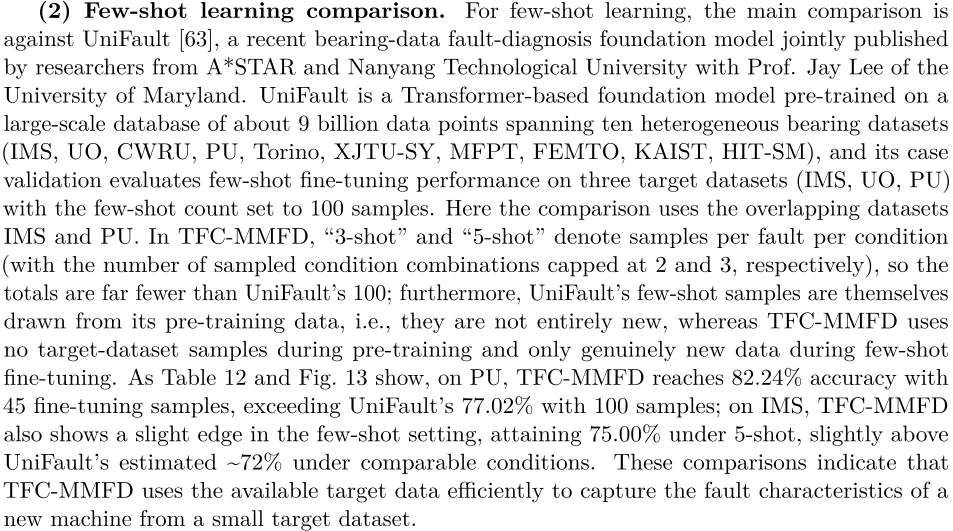 (2) Few-shot learning comparison. For few-shot learning, the main comparison is
against UniFault [63], a recent bearing-data fault-diagnosis foundation model jointly published
by researchers from A*STAR and Nanyang Technological University with Prof. Jay Lee of the
University of Maryland. UniFault is a Transformer-based foundation model pre-trained on a
large-scale database of about 9 billion data points spanning ten heterogeneous bearing datasets
(IMS, UO, CWRU, PU, Torino, XJTU-SY, MFPT, FEMTO, KAIST, HIT-SM), and its case
validation evaluates few-shot fine-tuning performance on three target datasets (IMS, UO, PU)
with the few-shot count set to 100 samples. Here the comparison uses the overlapping datasets
IMS and PU. In TFC-MMFD, “3-shot” and “5-shot” denote samples per fault per condition
(with the number of sampled condition combinations capped at 2 and 3, respectively), so the
totals are far fewer than UniFault’s 100; furthermore, UniFault’s few-shot samples are themselves
drawn from its pre-training data, i.e., they are not entirely new, whereas TFC-MMFD uses
no target-dataset samples during pre-training and only genuinely new data during few-shot
fine-tuning. As Table 12 and Fig. 13 show, on PU, TFC-MMFD reaches 82.24% accuracy with
45 fine-tuning samples, exceeding UniFault’s 77.02% with 100 samples; on IMS, TFC-MMFD
also shows a slight edge in the few-shot setting, attaining 75.00% under 5-shot, slightly above
UniFault’s estimated ~72% under comparable conditions. These comparisons indicate that
TFC-MMFD uses the available target data efficiently to capture the fault characteristics of a
new machine from a small target dataset.